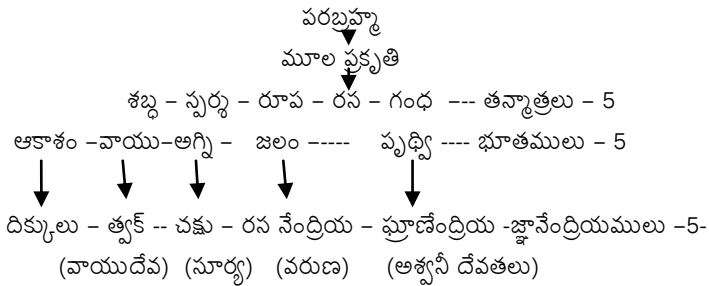 పరబ్రహ్మ
మూల ప్రకృతి
శబ్ధ – స్పర్శ – రూప – రస – గంధ –--- తన్మాత్రలు – 5
ఆకాశం –వాయు–అగ్ని – జలం –----- పృథ్వి ---- భూతములు – 5
దిక్కులు – త్వక్ -- చక్షు – రస నేంద్రియ – ఘ్రాణేంద్రియ -జ్ఞానేంద్రియములు –5-
(వాయుదేవ) (సూర్య) (వరుణ) (అశ్వనీ దేవతలు)